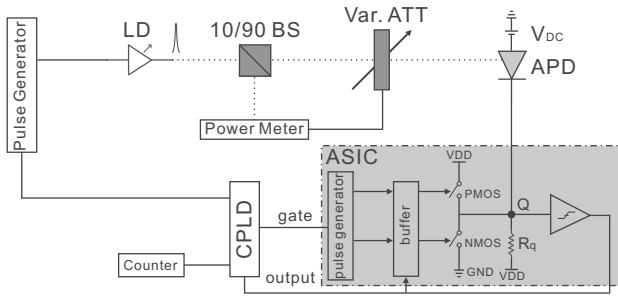 Pulse Generator
LD
10/90 BS
Var. ATT
VDC
APD
Power Meter
ASIC
VDD
PMOS
Q
pulse generator
buffer
NMOS
Rq
GND
VDD
CPLD
gate
Counter
output